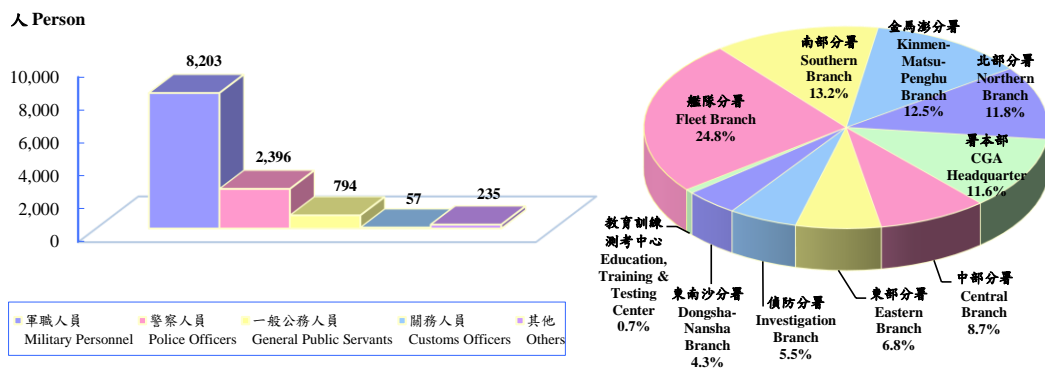 人 Person
10,000
8,000
6,000
4,000
2,000
0
8,203
2,396
794
57
235
軍職人員
Military Personnel
警察人員
Police Officers
一般公務人員
General Public Servants
關務人員
Customs Officers
其他
Others
南部分署
Southern
Branch
13.2%
金馬澎分署
Kinmen-
Matsu-
Penghu
Branch
12.5%
北部分署
Northern
Branch
11.8%
署本部
CGA
Headquarter
11.6%
中部分署
Central
Branch
8.7%
東部分署
Eastern
Branch
6.8%
偵防分署
Investigation
Branch
5.5%
東南沙分署
Dongsha-
Nansha
Branch
4.3%
教育訓練
測考中心
Education,
Training &
Testing
Center
0.7%
艦隊分署
Fleet Branch
24.8%